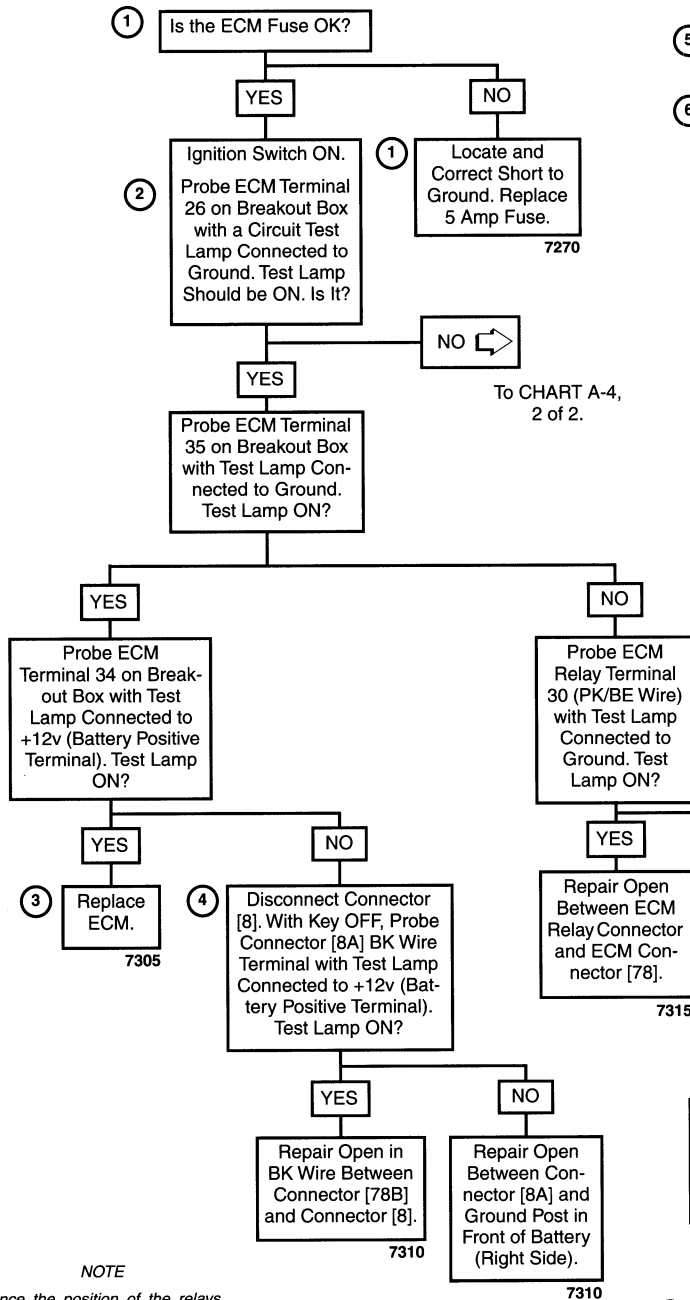 1
Is the ECM Fuse OK?
5
YES
NO
6
Ignition Switch ON.
2
Probe ECM Terminal
26 on Breakout Box
with a Circuit Test
Lamp Connected to
Ground. Test Lamp
Should be ON. Is It?
1
Locate and
Correct Short to
Ground. Replace
5 Amp Fuse.
7270
NO
To CHART A-4,
2 of 2.
YES
Probe ECM Terminal
35 on Breakout Box
with Test Lamp Con-
nected to Ground.
Test Lamp ON?
YES
NO
Probe ECM
Terminal 34 on Break-
out Box with Test
Lamp Connected to
+12v (Battery Positive
Terminal). Test Lamp
ON?
Probe ECM
Relay Terminal
30 (PK/BE Wire)
with Test Lamp
Connected to
Ground. Test
Lamp ON?
YES
NO
YES
3
Replace
ECM.
7305
4
Disconnect Connector
[8]. With Key OFF, Probe
Connector [8A] BK Wire
Terminal with Test Lamp
Connected to +12v (Bat-
tery Positive Terminal).
Test Lamp ON?
Repair Open
Between ECM
Relay Connector
and ECM Con-
nector [78].
7315
YES
NO
Repair Open in
BK Wire Between
Connector [78B]
and Connector [8].
7310
Repair Open
Between Con-
nector [8A] and
Ground Post in
Front of Battery
(Right Side).
7310
NOTE
the position of the relays